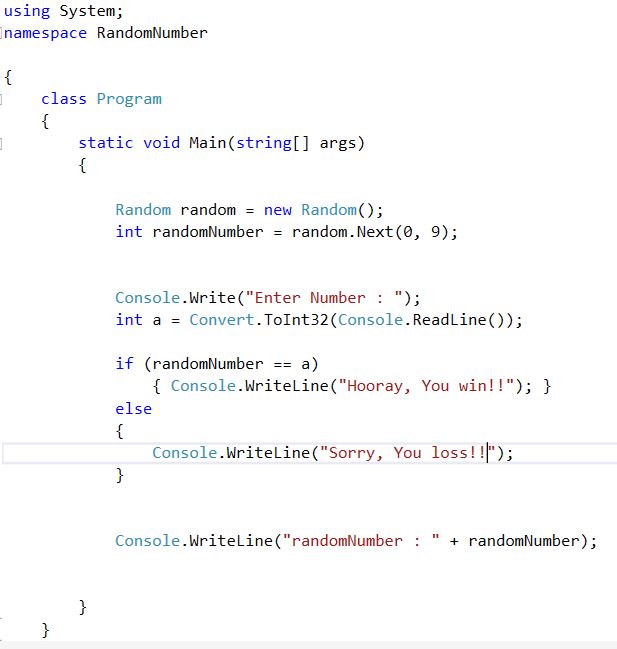 using System;
namespace RandomNumber
{
class Program
{
static void Main(string[] args)
{
Random random = new Random();
int randomNumber = random.Next(0, 9);
Console.Write("Enter Number : ");
int a = Convert.ToInt32(Console.ReadLine());
if (randomNumber == a)
{ Console.WriteLine("Hooray, You win!!"); }
else
{
Console.WriteLine("Sorry, You loss!!");
}
Console.WriteLine("randomNumber : " + randomNumber);
}
}